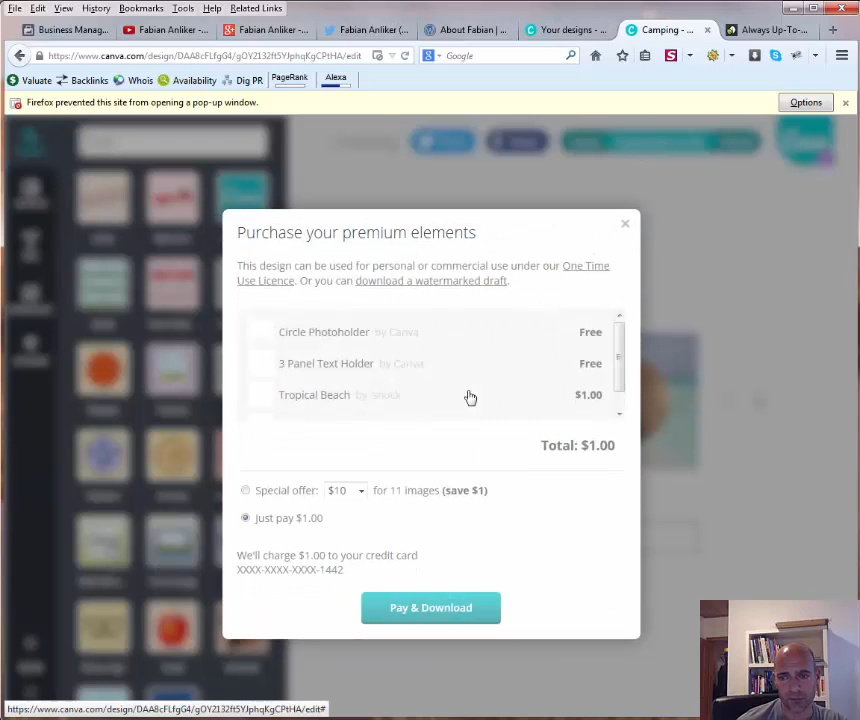 File Edit View History Bookmarks Tools Help Related Links
Business Manag... Fabian Anliker -... Fabian Anliker... Fabian Anliker (... About Fabian |... Your designs - ... Camping - ... Always Up-To-...
https://www.canva.com/design/DAA8cFLfgG4/gOY2132ft5YJphqKgCPtHA/edit Google
Valuate Backlinks Whois Availability Dig PR PageRank Alexa
Firefox prevented this site from opening a pop-up window. Options
Purchase your premium elements
This design can be used for personal or commercial use under our One Time
Use Licence. Or you can download a watermarked draft.
Circle Photoholder by Canva Free
3 Panel Text Holder by Canva Free
Tropical Beach $1.00
Total: $1.00
Special offer: $10 for 11 images (save $1)
Just pay $1.00
We'll charge $1.00 to your credit card
XXXX-XXXX-XXXX-1442
Pay & Download
https://www.canva.com/design/DAA8cFLfgG4/gOY2132ft5YJphqKgCPtHA/edit#